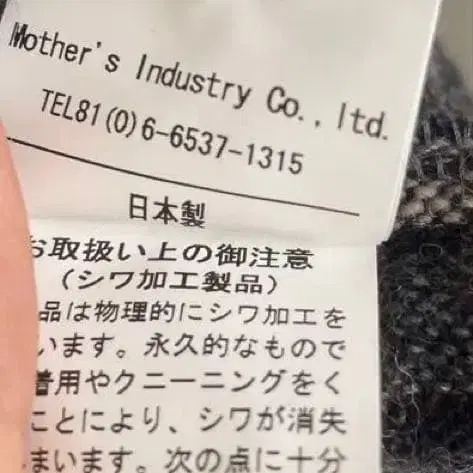 Mother's Industry Co., ltd.
TEL81(0)6-6537-1315
日本製
お取扱い上の御注意
(シワ加工製品)
品は物理的にシワ加工を
います。永久的なもので
着用やクニーニングをく
ことにより、シワが消失
まいます。次の点に十分